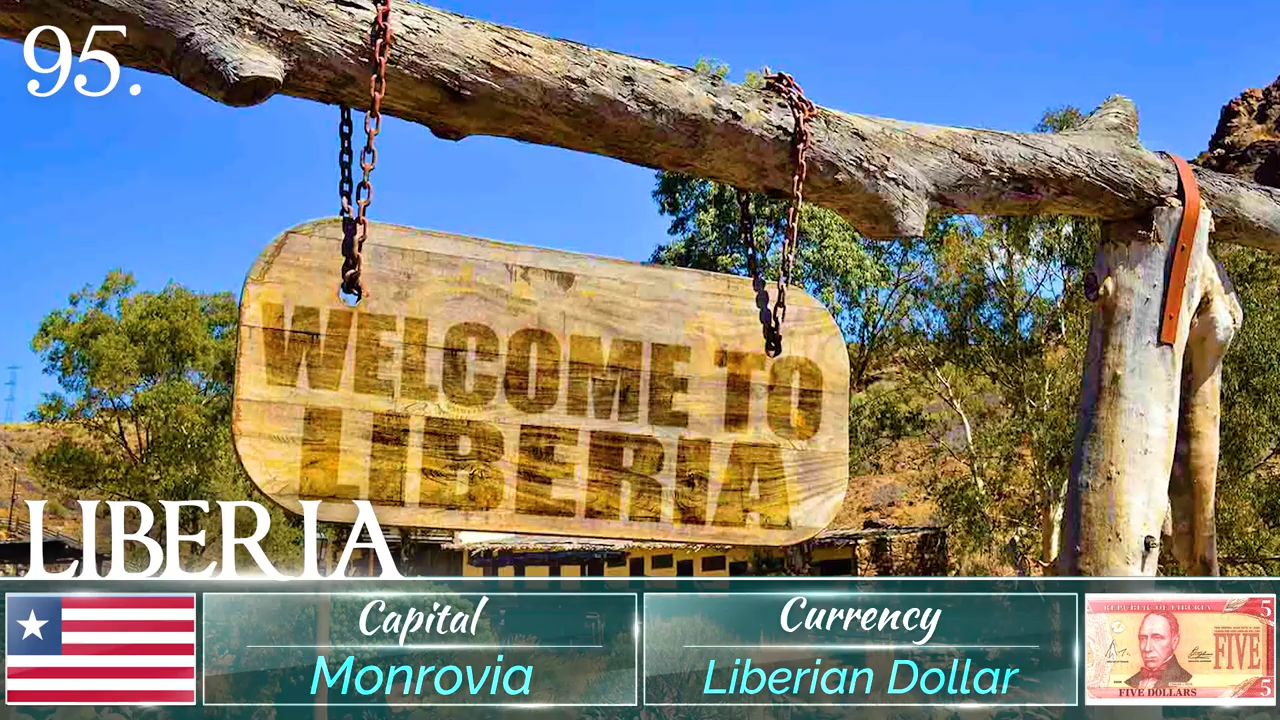 95.
WELCOME TO
LIBERIA
LIBERIA
Capital
Monrovia
Currency
Liberian Dollar
REPUBLIC OF LIBERIA
5
FIVE
FIVE DOLLARS
5